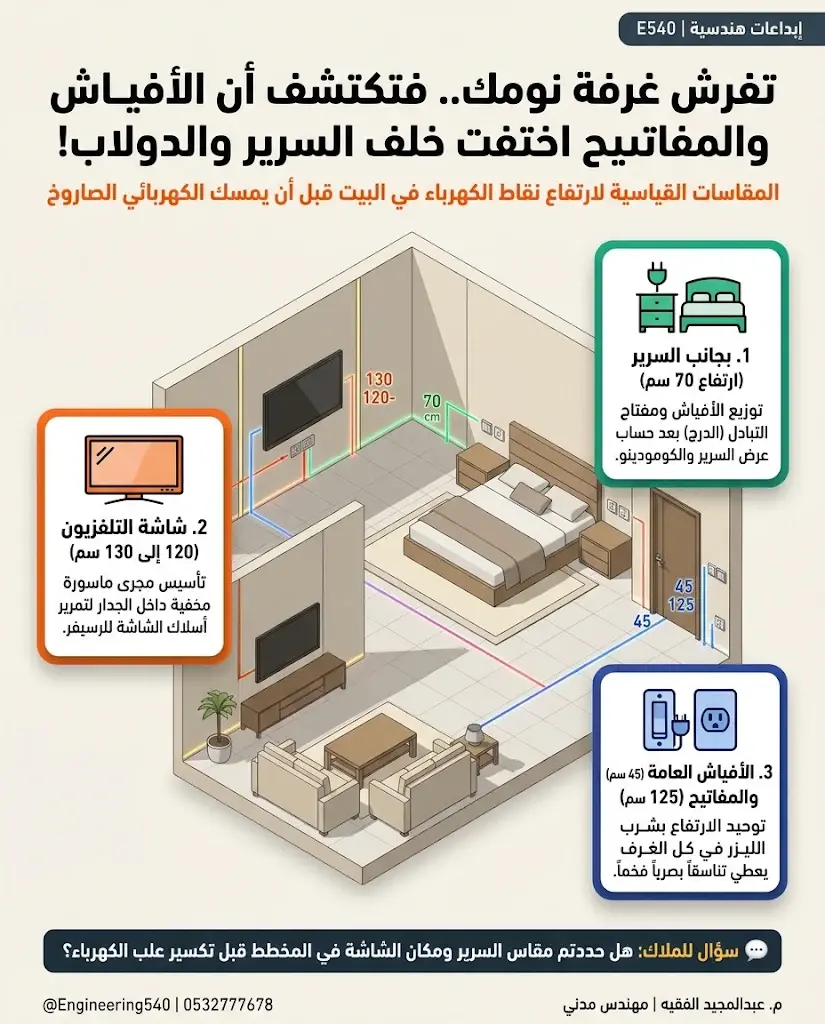 إبداعات هندسية | E540
تفرش غرفة نومك.. فتكتشف أن الأفياش
والمفاتيح اختفت خلف السرير والدولاب!
المقاسات القياسية لارتفاع نقاط الكهرباء في البيت قبل أن يمسك الكهربائي الصاروخ
1. بجانب السرير
(ارتفاع 70 سم)
توزيع الأفياش ومفتاح
التبادل (الدرج) بعد حساب
عرض السرير والكومودينو.
130
120-
70
cm
2. شاشة التلفزيون
(120 إلى 130 سم)
تأسيس مجرى ماسورة
مخفية داخل الجدار لتمرير
أسلاك الشاشة للرسيفر.
45
125
45
3. الأفياش العامة (45 سم)
والمفاتيح (125 سم)
توحيد الارتفاع بشرب
الليزر في كل الغرف
يعطي تناسقاً بصرياً فخماً.
سؤال للملاك: هل حددتم مقاس السرير ومكان الشاشة في المخطط قبل تكسير علب الكهرباء؟
م. عبدالمجيد الفقيه | مهندس مدني
@Engineering540 | 0532777678